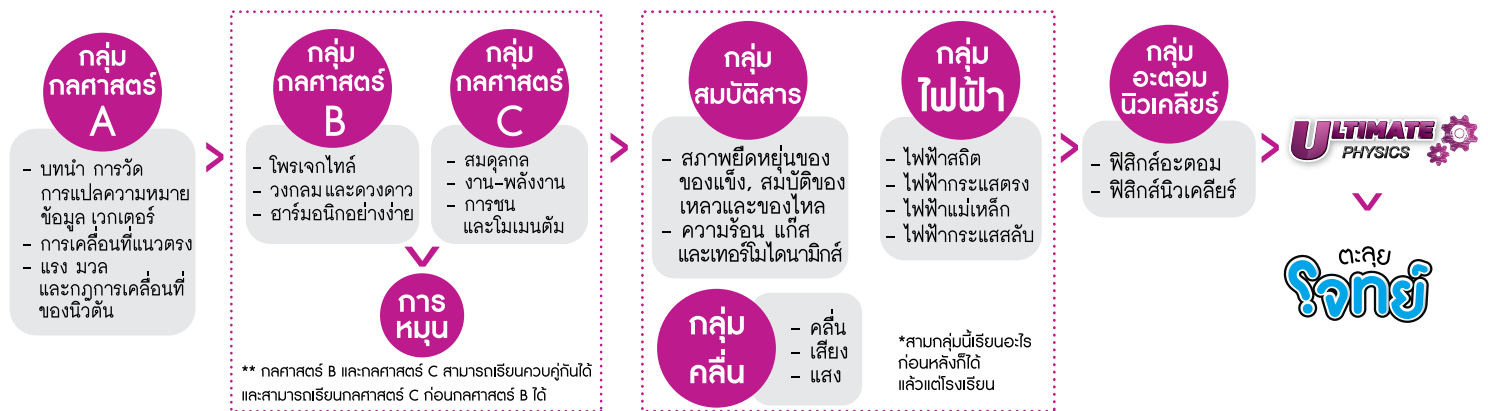 กลุ่ม
กลศาสตร์
A
- บทนำ การวัด
การแปลความหมาย
ข้อมูล เวกเตอร์
- การเคลื่อนที่แนวตรง
- แรง มวล
และกฎการเคลื่อนที่
ของนิวตัน
กลุ่ม
กลศาสตร์
B
- โพรเจกไทล์
- วงกลม และดวงดาว
- ฮาร์มอนิกอย่างง่าย
กลุ่ม
กลศาสตร์
C
- สมดุลกล
- งาน-พลังงาน
- การชน
และโมเมนตัม
การ
หมุน
** กลศาสตร์ B และกลศาสตร์ C สามารถเรียนควบคู่กันได้
และสามารถเรียนกลศาสตร์ C ก่อนกลศาสตร์ B ได้
กลุ่ม
สมบัติสาร
- สภาพยืดหยุ่นของ
ของแข็ง, สมบัติของ
เหลวและของไหล
- ความร้อน แก๊ส
และเทอร์โมไดนามิกส์
กลุ่ม
ไฟฟ้า
- ไฟฟ้าสถิต
- ไฟฟ้ากระแสตรง
- ไฟฟ้าแม่เหล็ก
- ไฟฟ้ากระแสสลับ
กลุ่ม
คลื่น
- คลื่น
- เสียง
- แสง
*สามกลุ่มนี้เรียนอะไร
ก่อนหลังก็ได้
แล้วแต่โรงเรียน
กลุ่ม
อะตอม
นิวเคลียร์
- ฟิสิกส์อะตอม
- ฟิสิกส์นิวเคลียร์
ULTIMATE
PHYSICS
ตะลุย
โจทย์